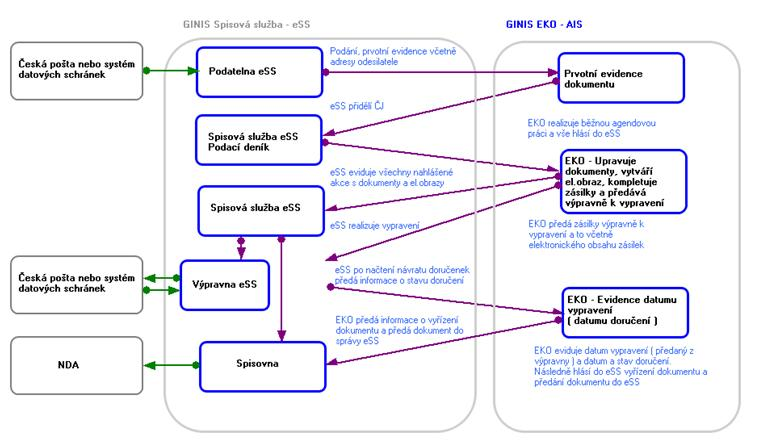 GINIS Spisová služba - eSS
GINIS EKO - AIS
Česká pošta nebo systém
datových schránek
Podatelna eSS
Podání, prvotní evidence včetně
adresy odesilatele
Prvotní evidence
dokumentu
eSS přidělí ČJ
Spisová služba eSS
Podací deník
EKO realizuje běžnou agendovou
práci a vše hlásí do eSS
EKO - Upravuje
dokumenty, vytváří
el.obraz, kompletuje
zásilky a předává
výpravně k vypravení
eSS eviduje všechny nahlášené
akce s dokumenty a el.obrazy
Spisová služba eSS
eSS realizuje vypravení
EKO předá zásilky výpravně k
vypravení a to včetně
elektronického obsahu zásilek
Česká pošta nebo systém
datových schránek
Výpravna eSS
eSS po načtení návratu doručenek
předá informace o stavu doručení
EKO - Evidence datumu
vypravení
( datumu doručení )
EKO předá informace o vyřízení
dokumentu a předá dokument do
správy eSS
NDA
Spisovna
EKO eviduje datum vypravení ( předaný z
výpravny ) a datum a stav doručení.
Následně hlásí do eSS vyřízení dokumentu a
předání dokumentu do eSS